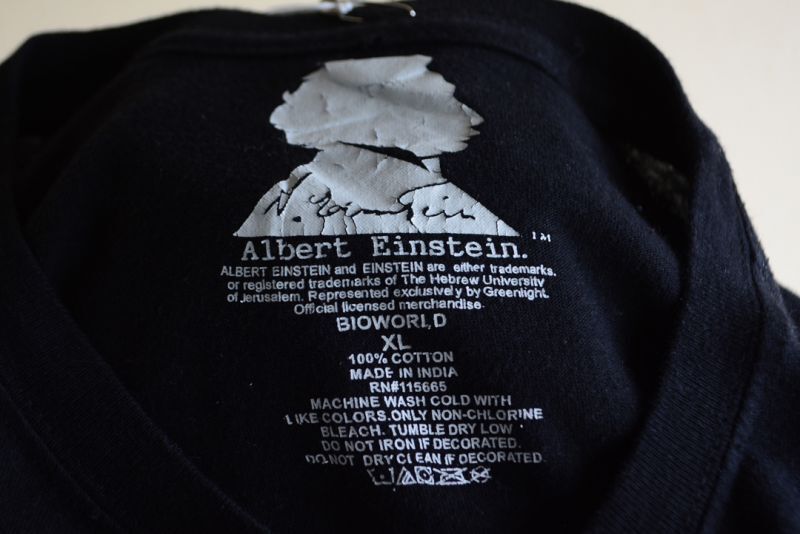 A. Einstein
TM
Albert Einstein.
ALBERT EINSTEIN and EINSTEIN are either trademarks.
or registered trademarks of The Hebrew University
of Jerusalem. Represented exclusively by Greenlight.
Official licensed merchandise.
BIOWORLD
XL
100% COTTON
MADE IN INDIA
RN#115665
MACHINE WASH COLD WITH
LIKE COLORS.ONLY NON-CHLORINE
BLEACH. TUMBLE DRY LOW
DO NOT IRON IF DECORATED.
DO NOT DRY CLEAN IF DECORATED.